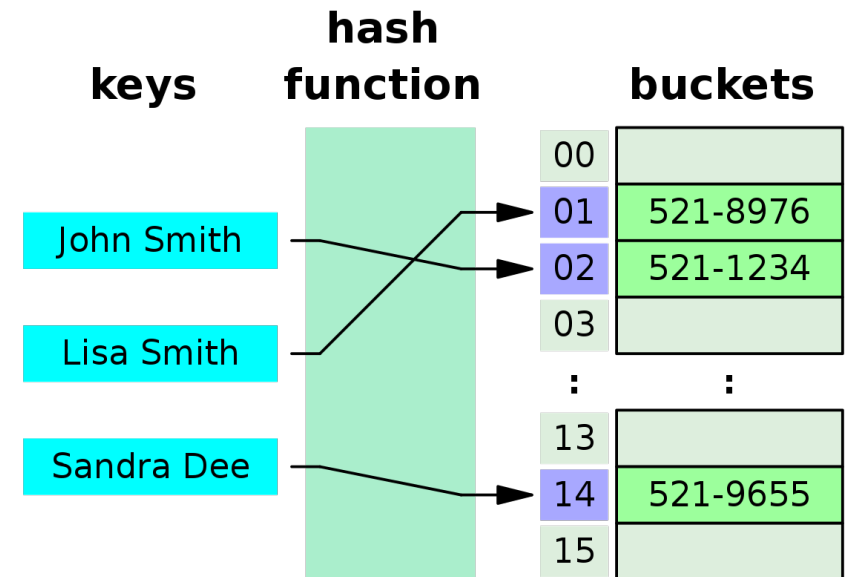 hash
keys function buckets
00
01 521-8976
John Smith
02 521-1234
03
Lisa Smith
: :
13
Sandra Dee
14 521-9655
15